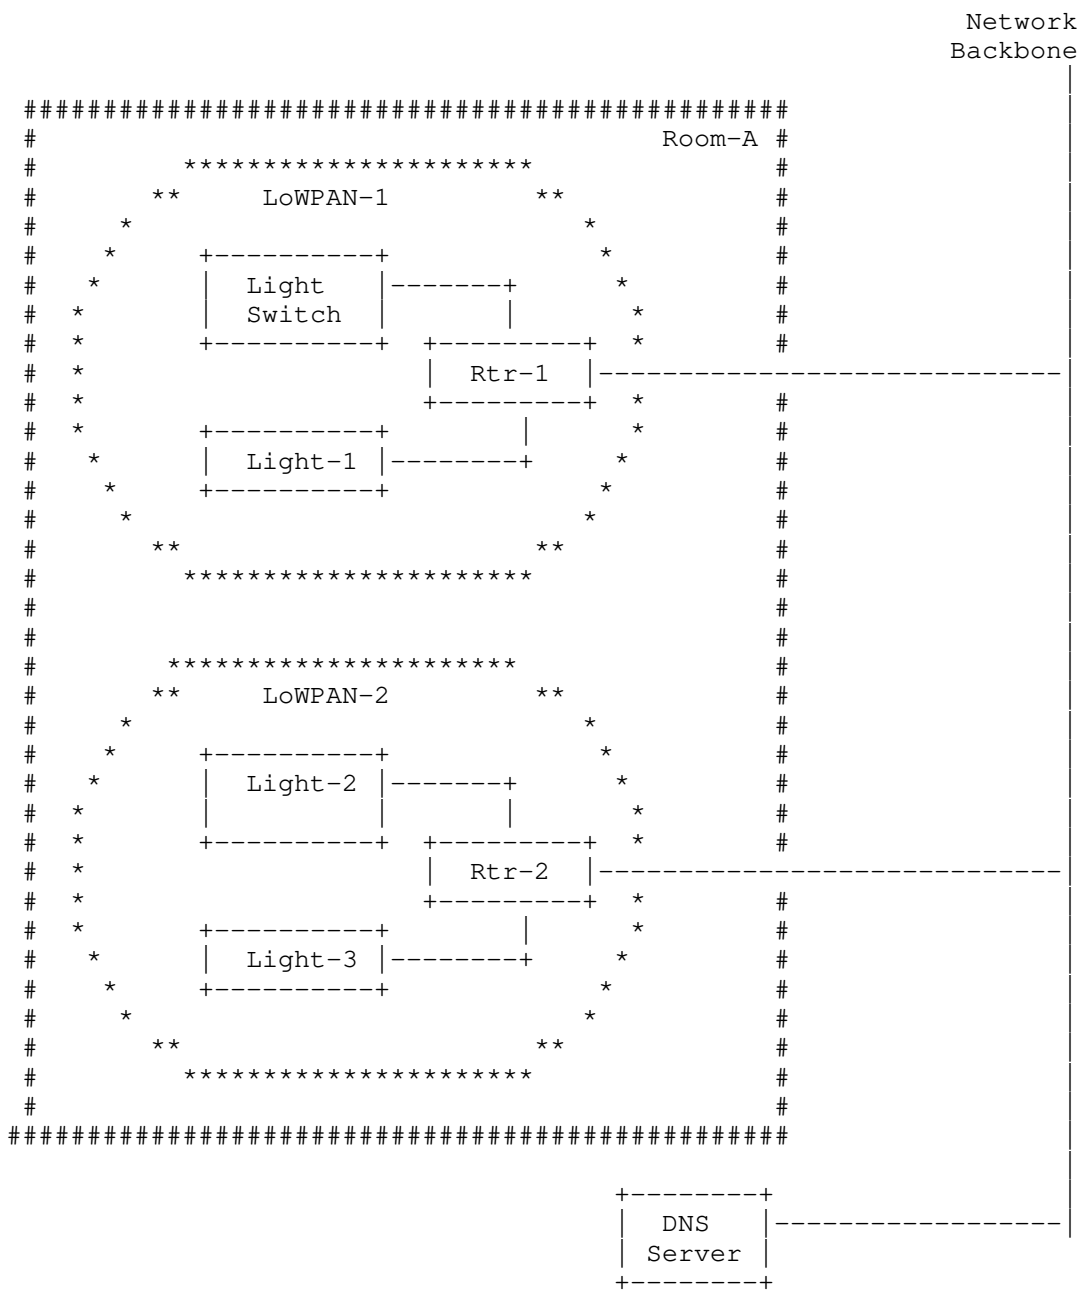 Network
Backbone
Room-A
LoWPAN-1
Light
Switch
Rtr-1
Light-1
LoWPAN-2
Light-2
Rtr-2
Light-3
DNS
Server